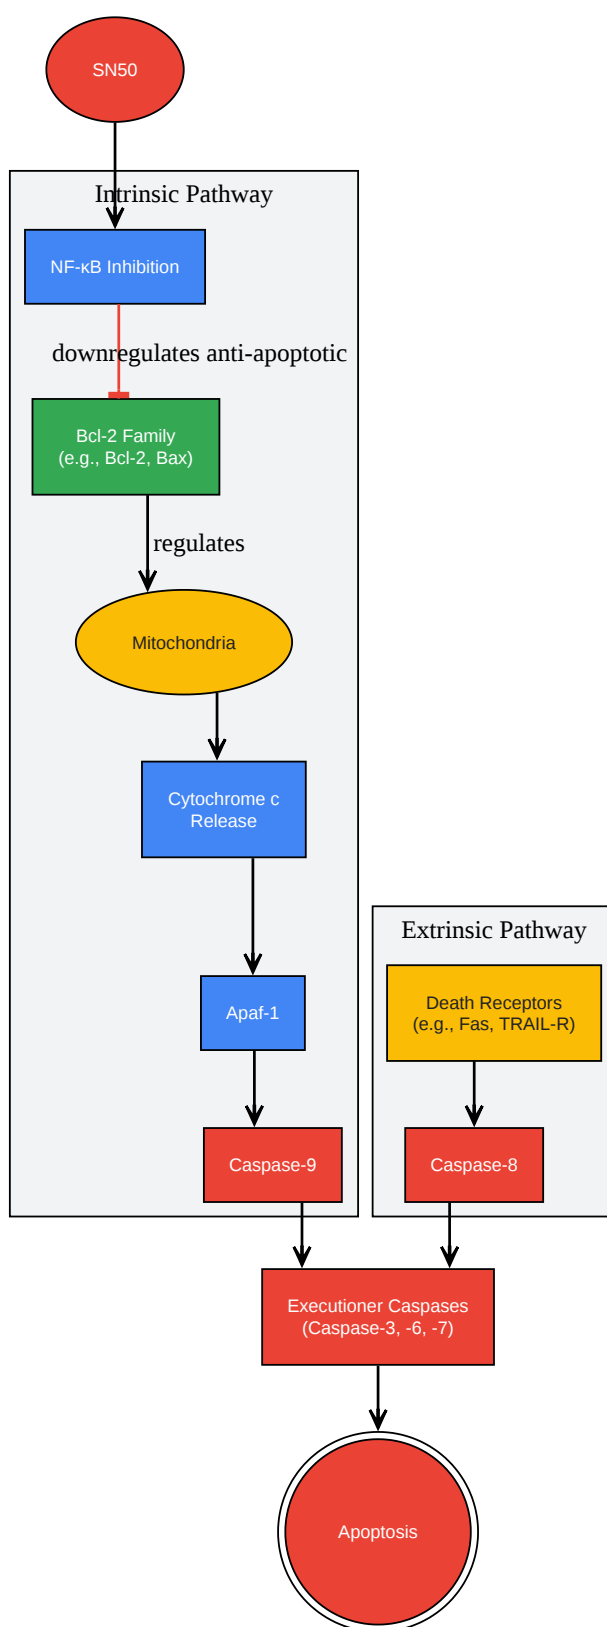 SN50
Intrinsic Pathway
NF-κB Inhibition
downregulates anti-apoptotic
Bcl-2 Family
(e.g., Bcl-2, Bax)
regulates
Mitochondria
Cytochrome c
Release
Extrinsic Pathway
Death Receptors
(e.g., Fas, TRAIL-R)
Apaf-1
Caspase-9
Caspase-8
Executioner Caspases
(Caspase-3, -6, -7)
Apoptosis